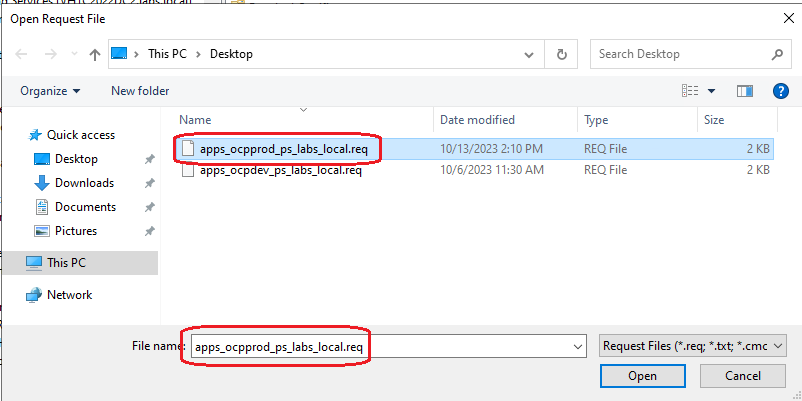 Open Request File
This PC > Desktop
Search Desktop
Organize
New folder
Name Date modified Type Size
Quick access
Desktop
Downloads
Documents
Pictures
This PC
Network
apps_ocpprod_ps_labs_local.req 10/13/2023 2:10 PM REQ File 2 KB
apps_ocpdev_ps_labs_local.req 10/6/2023 11:30 AM REQ File 2 KB
File name: apps_ocpprod_ps_labs_local.req Request Files (*.req; *.txt; *.cmc
Open Cancel